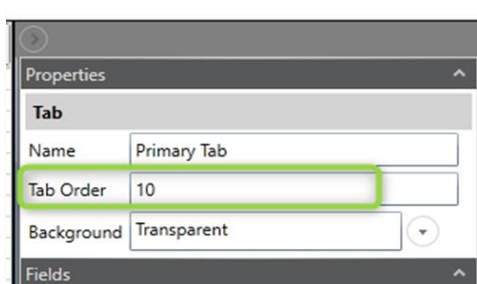 Properties
Tab
Name Primary Tab
Tab Order 10
Background Transparent
Fields